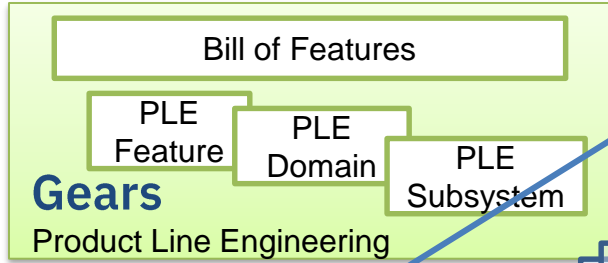 Bill of Features
PLE
Feature
PLE
Domain
PLE
Subsystem
Gears
Product Line Engineering